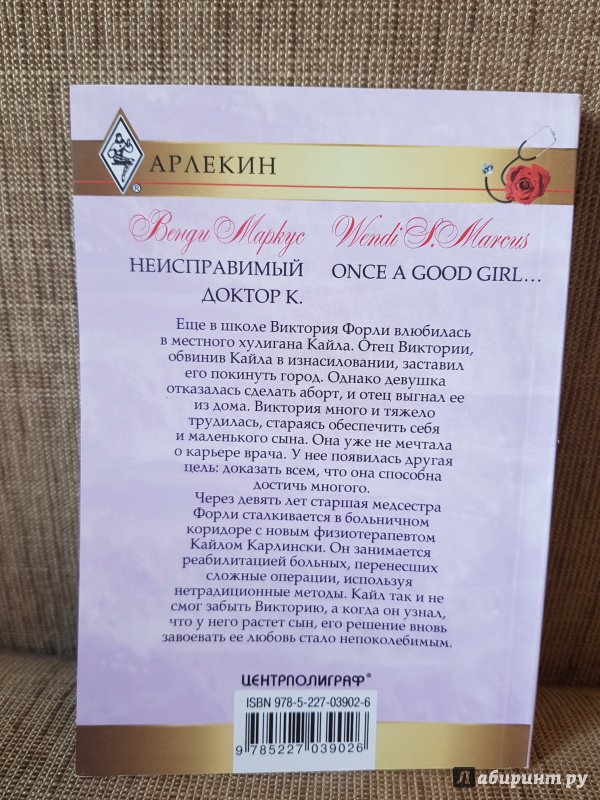 АРЛЕКИН
®
Венди Маркус
НЕИСПРАВИМЫЙ
ДОКТОР К.
Wendi S. Marcus
ONCE A GOOD GIRL...
Еще в школе Виктория Форли влюбилась
в местного хулигана Кайла. Отец Виктории,
обвинив Кайла в изнасиловании, заставил
его покинуть город. Однако девушка
отказалась сделать аборт, и отец выгнал ее
из дома. Виктория много и тяжело
трудилась, стараясь обеспечить себя
и маленького сына. Она уже не мечтала
о карьере врача. У нее появилась другая
цель: доказать всем, что она способна
достичь многого.
Через девять лет старшая медсестра
Форли сталкивается в больничном
коридоре с новым физиотерапевтом
Кайлом Карлински. Он занимается
реабилитацией больных, перенесших
сложные операции, используя
нетрадиционные методы. Кайл так и не
смог забыть Викторию, а когда он узнал,
что у него растет сын, его решение вновь
завоевать ее любовь стало непоколебимым.
ЦЕНТРПОЛИГРАФ®
ISBN 978-5-227-03902-6
9 785227 039026
Лабиринт.ру